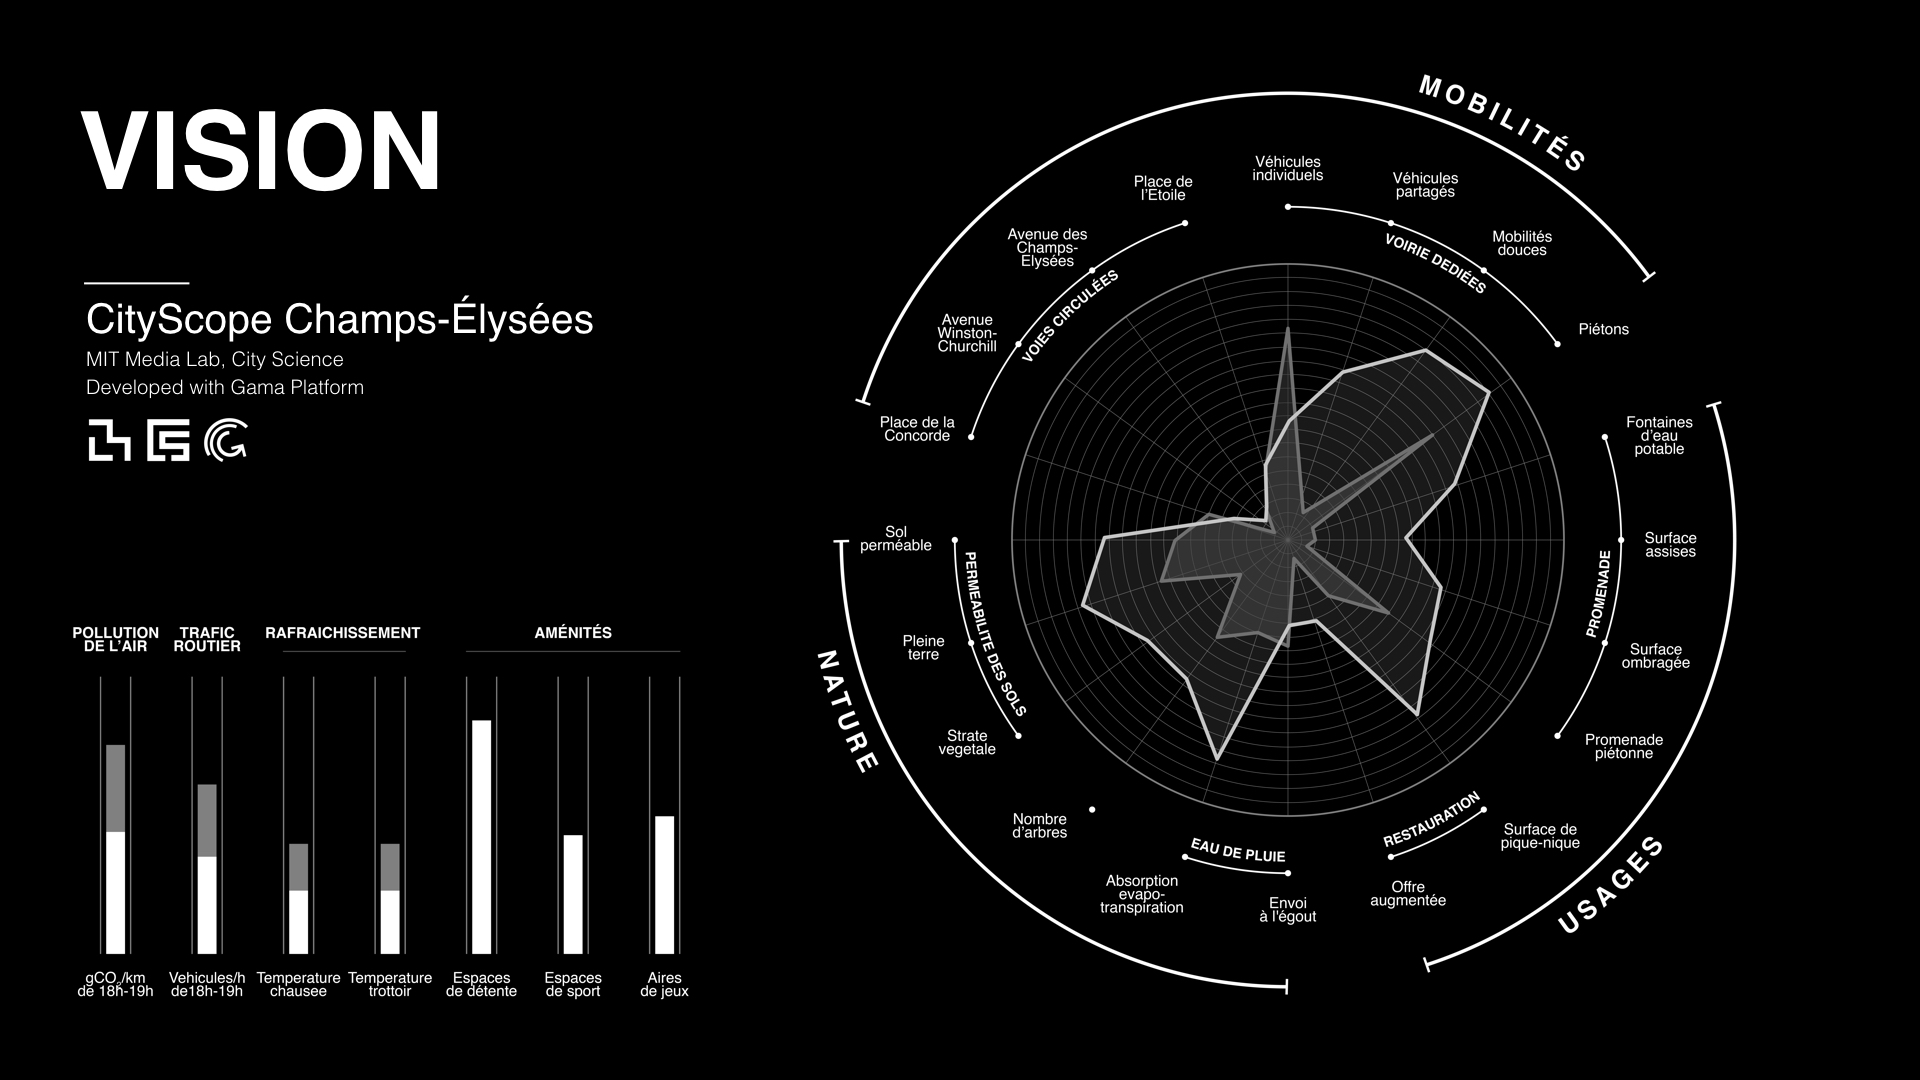 VISION
CityScope Champs-Élysées
MIT Media Lab, City Science
Developed with Gama Platform
POLLUTION
DE L'AIR
TRAFIC
ROUTIER
RAFRAICHISSEMENT
AMÉNITÉS
gCO₂/km
de 18h-19h
Vehicules/h
de18h-19h
Temperature
chausee
Temperature
trottoir
Espaces
de détente
Espaces
de sport
Aires
de jeux
MOBILITÉS
Véhicules
individuels
Véhicules
partagés
Mobilités
douces
Piétons
VOIRIE DEDIÉES
Place de
l'Etoile
Avenue des
Champs-
Elysées
Avenue
Winston-
Churchill
Place de la
Concorde
VOIES CIRCULÉES
USAGES
Fontaines
d'eau
potable
Surface
assises
Surface
ombragée
Promenade
piétonne
PROMENADE
Surface de
pique-nique
Offre
augmentée
RESTAURATION
NATURE
Envoi
à l'égout
Absorption
evapo-
transpiration
EAU DE PLUIE
Nombre
d'arbres
Strate
vegetale
Pleine
terre
Sol
perméable
PERMEABILITE DES SOLS